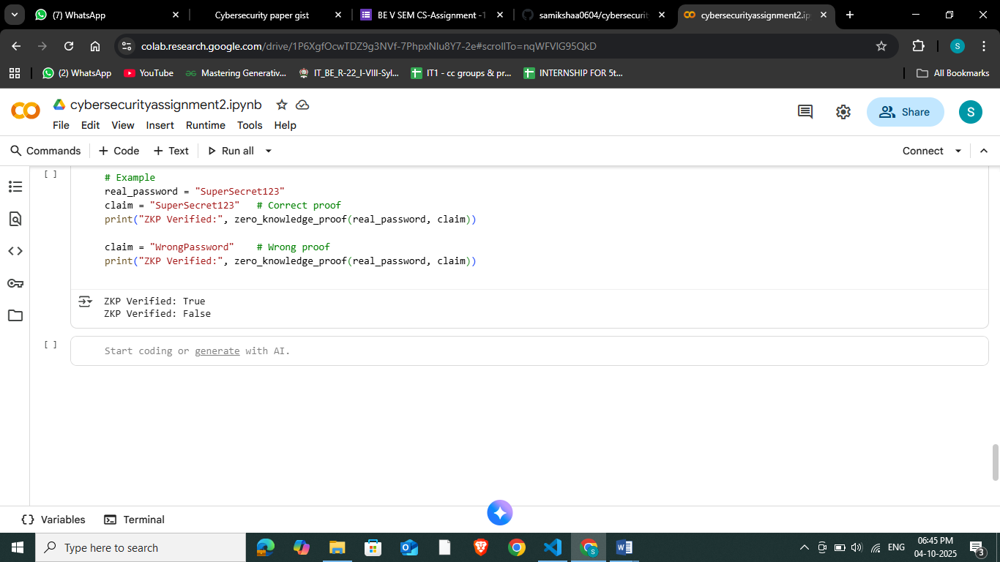 (7) WhatsApp
Cybersecurity paper gist
BE V SEM CS-Assignment -1
samikshaa0604/cybersecurit
cybersecurityassignment2.ip
colab.research.google.com/drive/1P6XgfOcwTDZ9g3NVf-7PhpxNIu8Y7-2e#scrollTo=nqWFVlG95QkD
S
(2) WhatsApp
YouTube
Mastering Generativ...
IT_BE_R-22_I-VIII-Syl...
IT1 - cc groups & pr...
INTERNSHIP FOR 5t...
All Bookmarks
cybersecurityassignment2.ipynb
Share
S
File Edit View Insert Runtime Tools Help
Commands + Code + Text Run all
Connect
[ ]
# Example
real_password = "SuperSecret123"
claim = "SuperSecret123"   # Correct proof
print("ZKP Verified:", zero_knowledge_proof(real_password, claim))
claim = "WrongPassword"    # Wrong proof
print("ZKP Verified:", zero_knowledge_proof(real_password, claim))
ZKP Verified: True
ZKP Verified: False
[ ]
Start coding or generate with AI.
Variables
Terminal
Type here to search
S
ENG
06:45 PM
04-10-2025
3